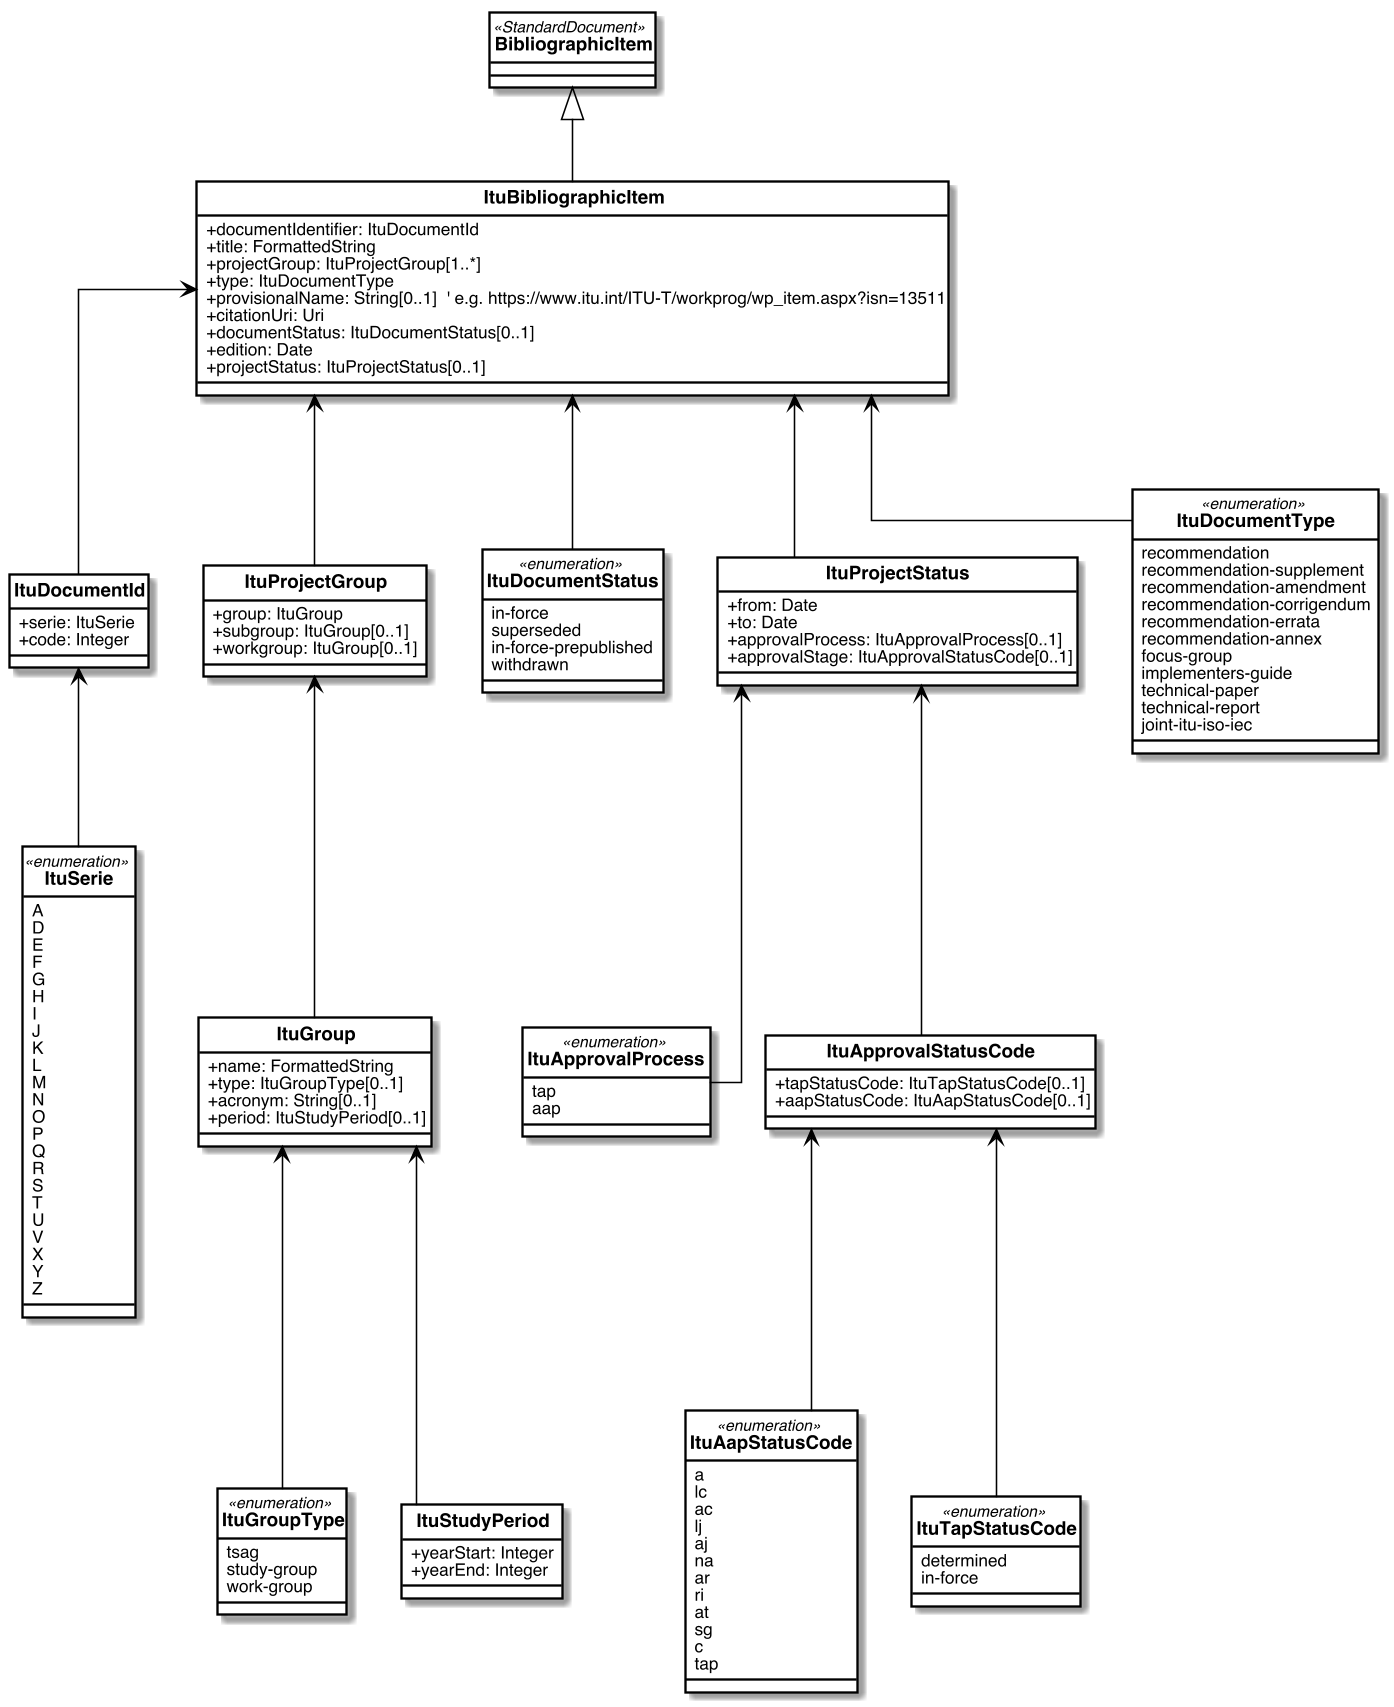 «StandardDocument»
BibliographicItem
ItuBibliographicItem
+documentIdentifier: ItuDocumentId
+title: FormattedString
+projectGroup: ItuProjectGroup[1..*]
+type: ItuDocumentType
+provisionalName: String[0..1]  ' e.g. https://www.itu.int/ITU-T/workprog/wp_item.aspx?isn=13511
+citationUri: Uri
+documentStatus: ItuDocumentStatus[0..1]
+edition: Date
+projectStatus: ItuProjectStatus[0..1]
ItuDocumentId
+serie: ItuSerie
+code: Integer
ItuProjectGroup
+group: ItuGroup
+subgroup: ItuGroup[0..1]
+workgroup: ItuGroup[0..1]
«enumeration»
ItuDocumentStatus
in-force
superseded
in-force-prepublished
withdrawn
ItuProjectStatus
+from: Date
+to: Date
+approvalProcess: ItuApprovalProcess[0..1]
+approvalStage: ItuApprovalStatusCode[0..1]
«enumeration»
ItuDocumentType
recommendation
recommendation-supplement
recommendation-amendment
recommendation-corrigendum
recommendation-errata
recommendation-annex
focus-group
implementers-guide
technical-paper
technical-report
joint-itu-iso-iec
«enumeration»
ItuSerie
A
D
E
F
G
H
I
J
K
L
M
N
O
P
Q
R
S
T
U
V
X
Y
Z
ItuGroup
+name: FormattedString
+type: ItuGroupType[0..1]
+acronym: String[0..1]
+period: ItuStudyPeriod[0..1]
«enumeration»
ItuApprovalProcess
tap
aap
ItuApprovalStatusCode
+tapStatusCode: ItuTapStatusCode[0..1]
+aapStatusCode: ItuAapStatusCode[0..1]
«enumeration»
ItuGroupType
tsag
study-group
work-group
ItuStudyPeriod
+yearStart: Integer
+yearEnd: Integer
«enumeration»
ItuAapStatusCode
a
lc
ac
lj
aj
na
ar
ri
at
sg
c
tap
«enumeration»
ItuTapStatusCode
determined
in-force